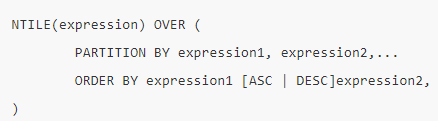 NTILE(expression) OVER (
PARTITION BY expression1, expression2,...
ORDER BY expression1 [ASC | DESC]expression2,
)